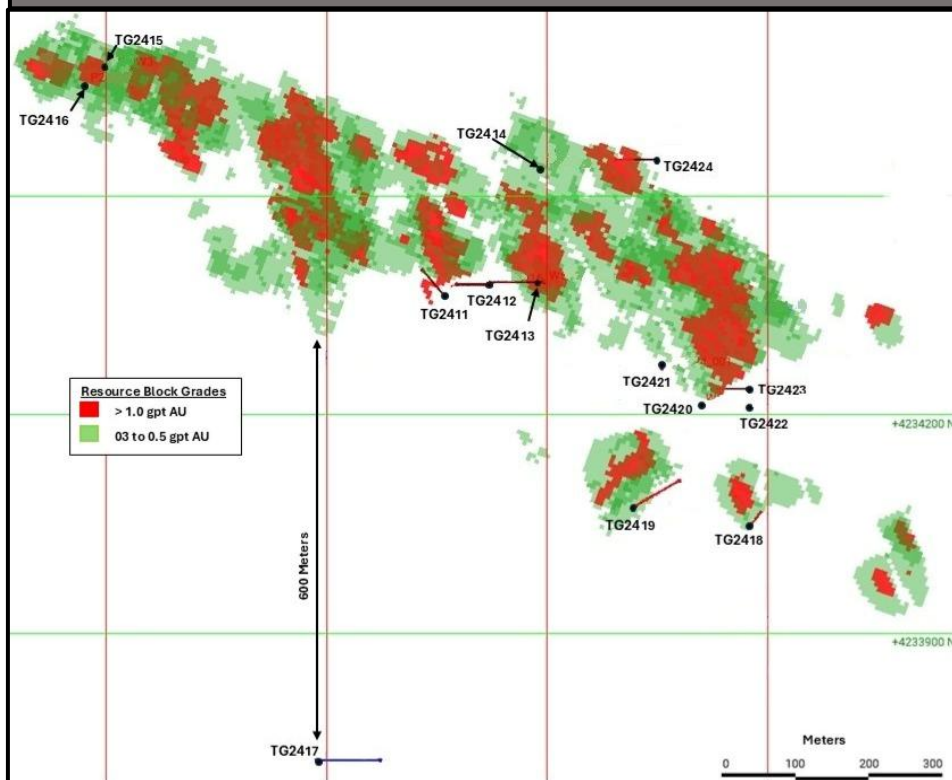 TG2415
TG2416
TG2414
TG2424
TG2411
TG2412
TG2413
TG2421
TG2423
TG2420
TG2422
Resource Block Grades
> 1.0 gpt AU
03 to 0.5 gpt AU
+4234200 N
TG2419
TG2418
600 Meters
+4233900 N
TG2417
Meters
0 100 200 300